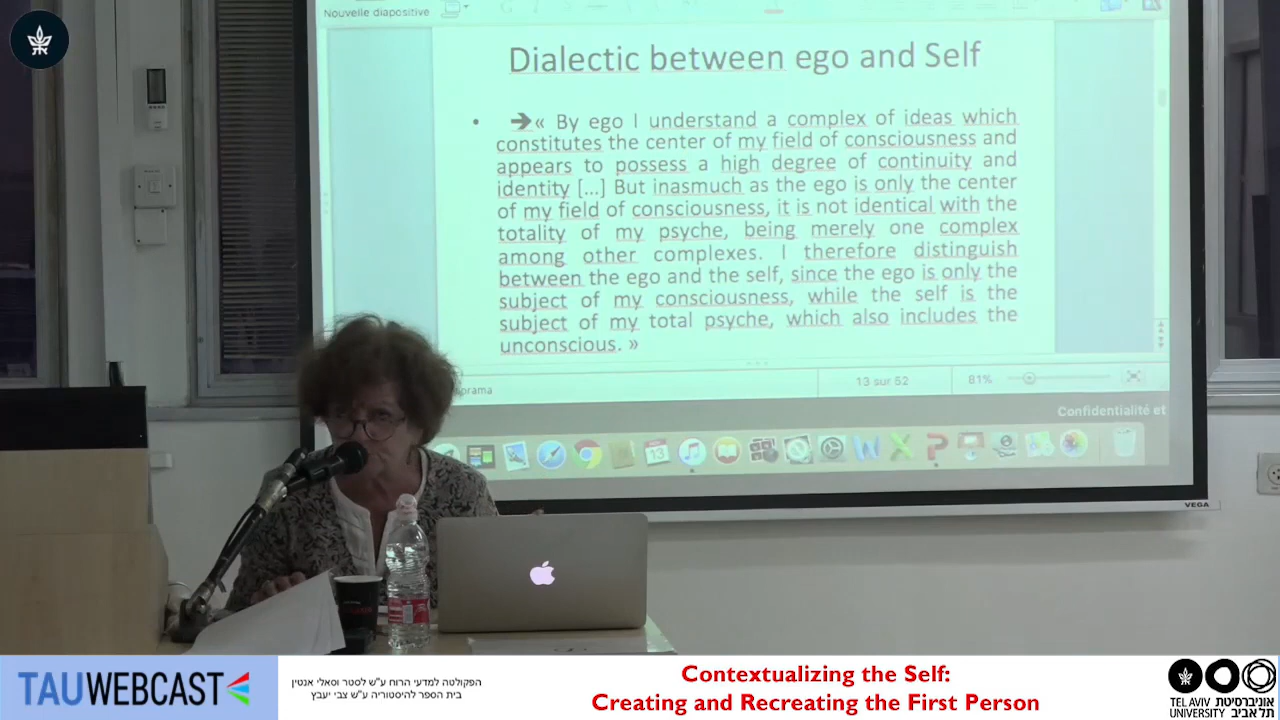 Nouvelle diapositive
Dialectic between ego and Self
• ➔« By ego I understand a complex of ideas which
constitutes the center of my field of consciousness and
appears to possess a high degree of continuity and
identity [...] But inasmuch as the ego is only the center
of my field of consciousness, it is not identical with the
totality of my psyche, being merely one complex
among other complexes. I therefore distinguish
between the ego and the self, since the ego is only the
subject of my consciousness, while the self is the
subject of my total psyche, which also includes the
unconscious. »
orama
13 sur 52
81%
Confidentialité et
13
VEGA
TAUWEBCAST
הפקולטה למדעי הרוח ע"ש לסטר וסאלי אנטין
בית הספר להיסטוריה ע"ש צבי יעבץ
Contextualizing the Self:
Creating and Recreating the First Person
TEL AVIV אוניברסיטת
UNIVERSITY תל אביב